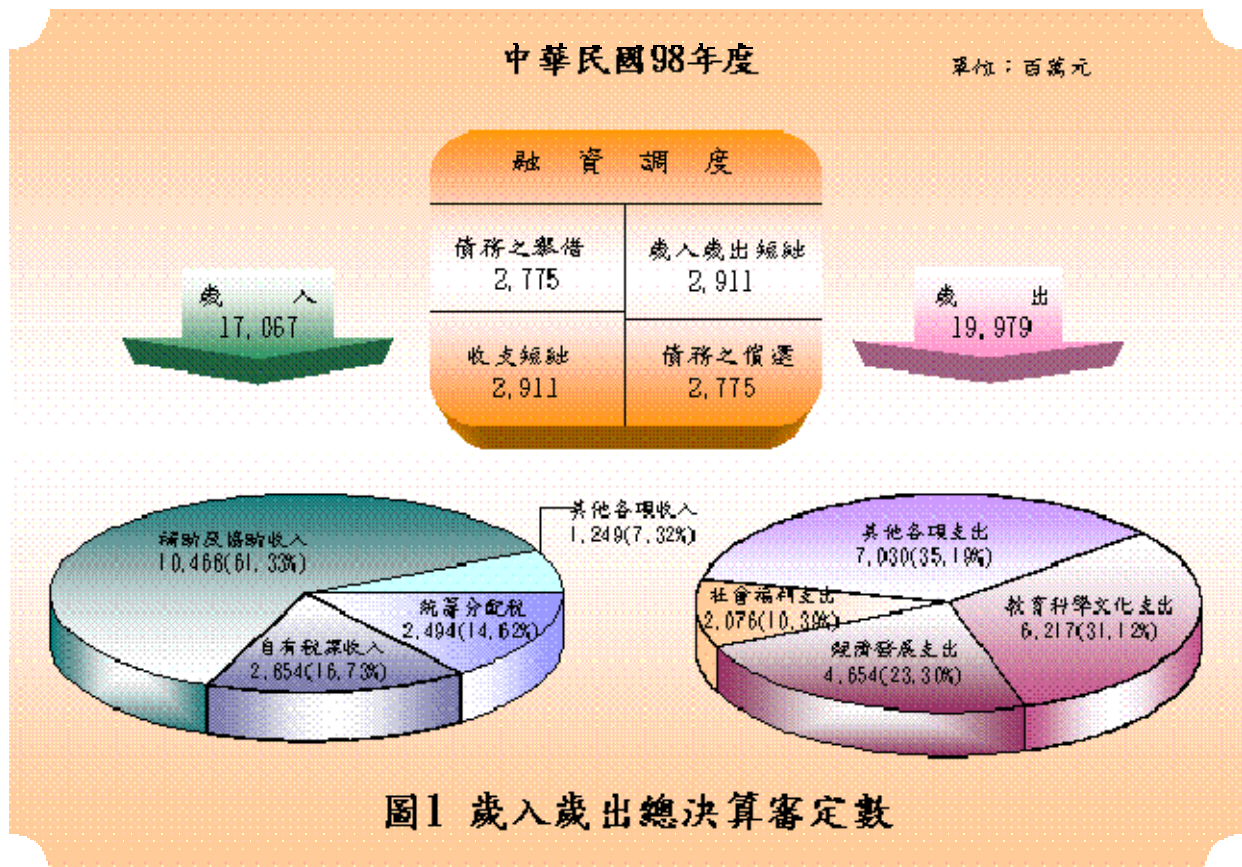 中華民國98年度
單位：百萬元
融資調度
債務之舉借
2,775
歲入歲出短絀
2,911
收支短絀
2,911
債務之償還
2,775
歲入
17,067
歲出
19,979
補助及協助收入
10,468(61.33%)
其他各項收入
1,249(7.32%)
統籌分配稅
2,494(14.62%)
自有稅課收入
2,854(16.73%)
其他各項支出
7,030(35.19%)
社會福利支出
2,076(10.39%)
教育科學文化支出
6,217(31.12%)
經濟發展支出
4,654(23.30%)
圖1 歲入歲出總決算審定數